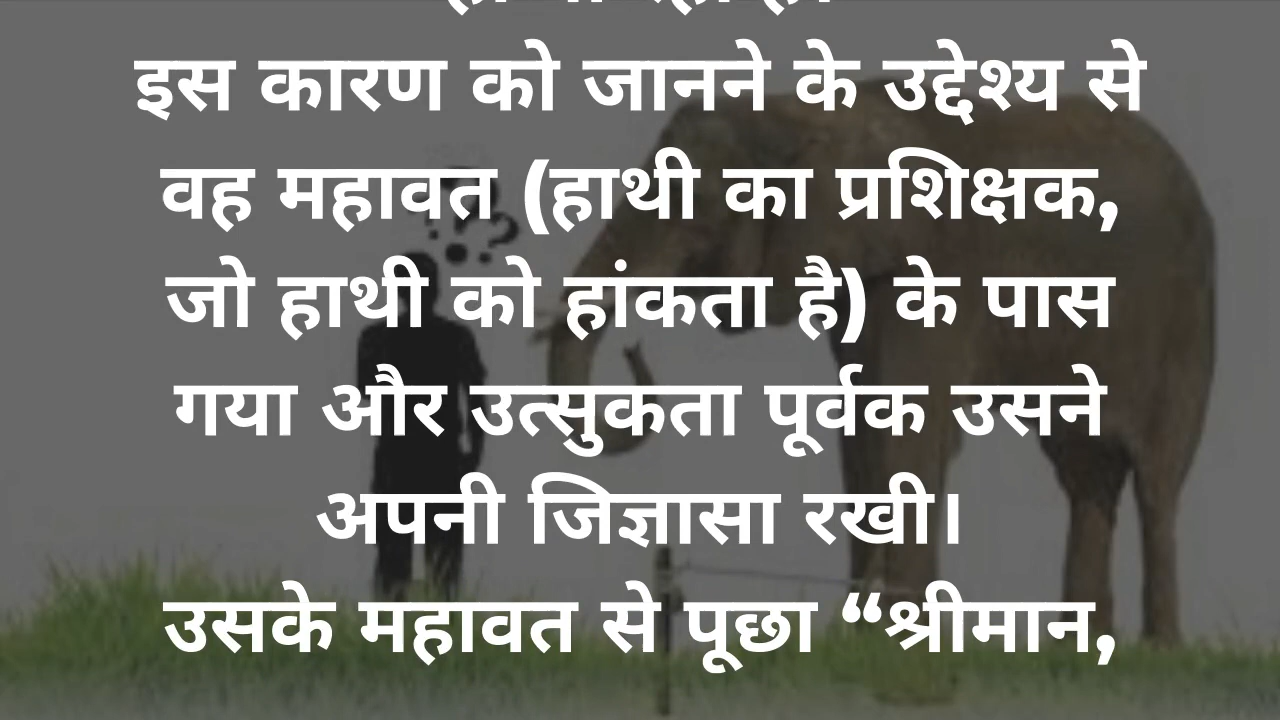 इस कारण को जानने के उद्देश्य से
वह महावत (हाथी का प्रशिक्षक,
जो हाथी को हांकता है) के पास
गया और उत्सुकता पूर्वक उसने
अपनी जिज्ञासा रखी।
उसके महावत से पूछा “श्रीमान,